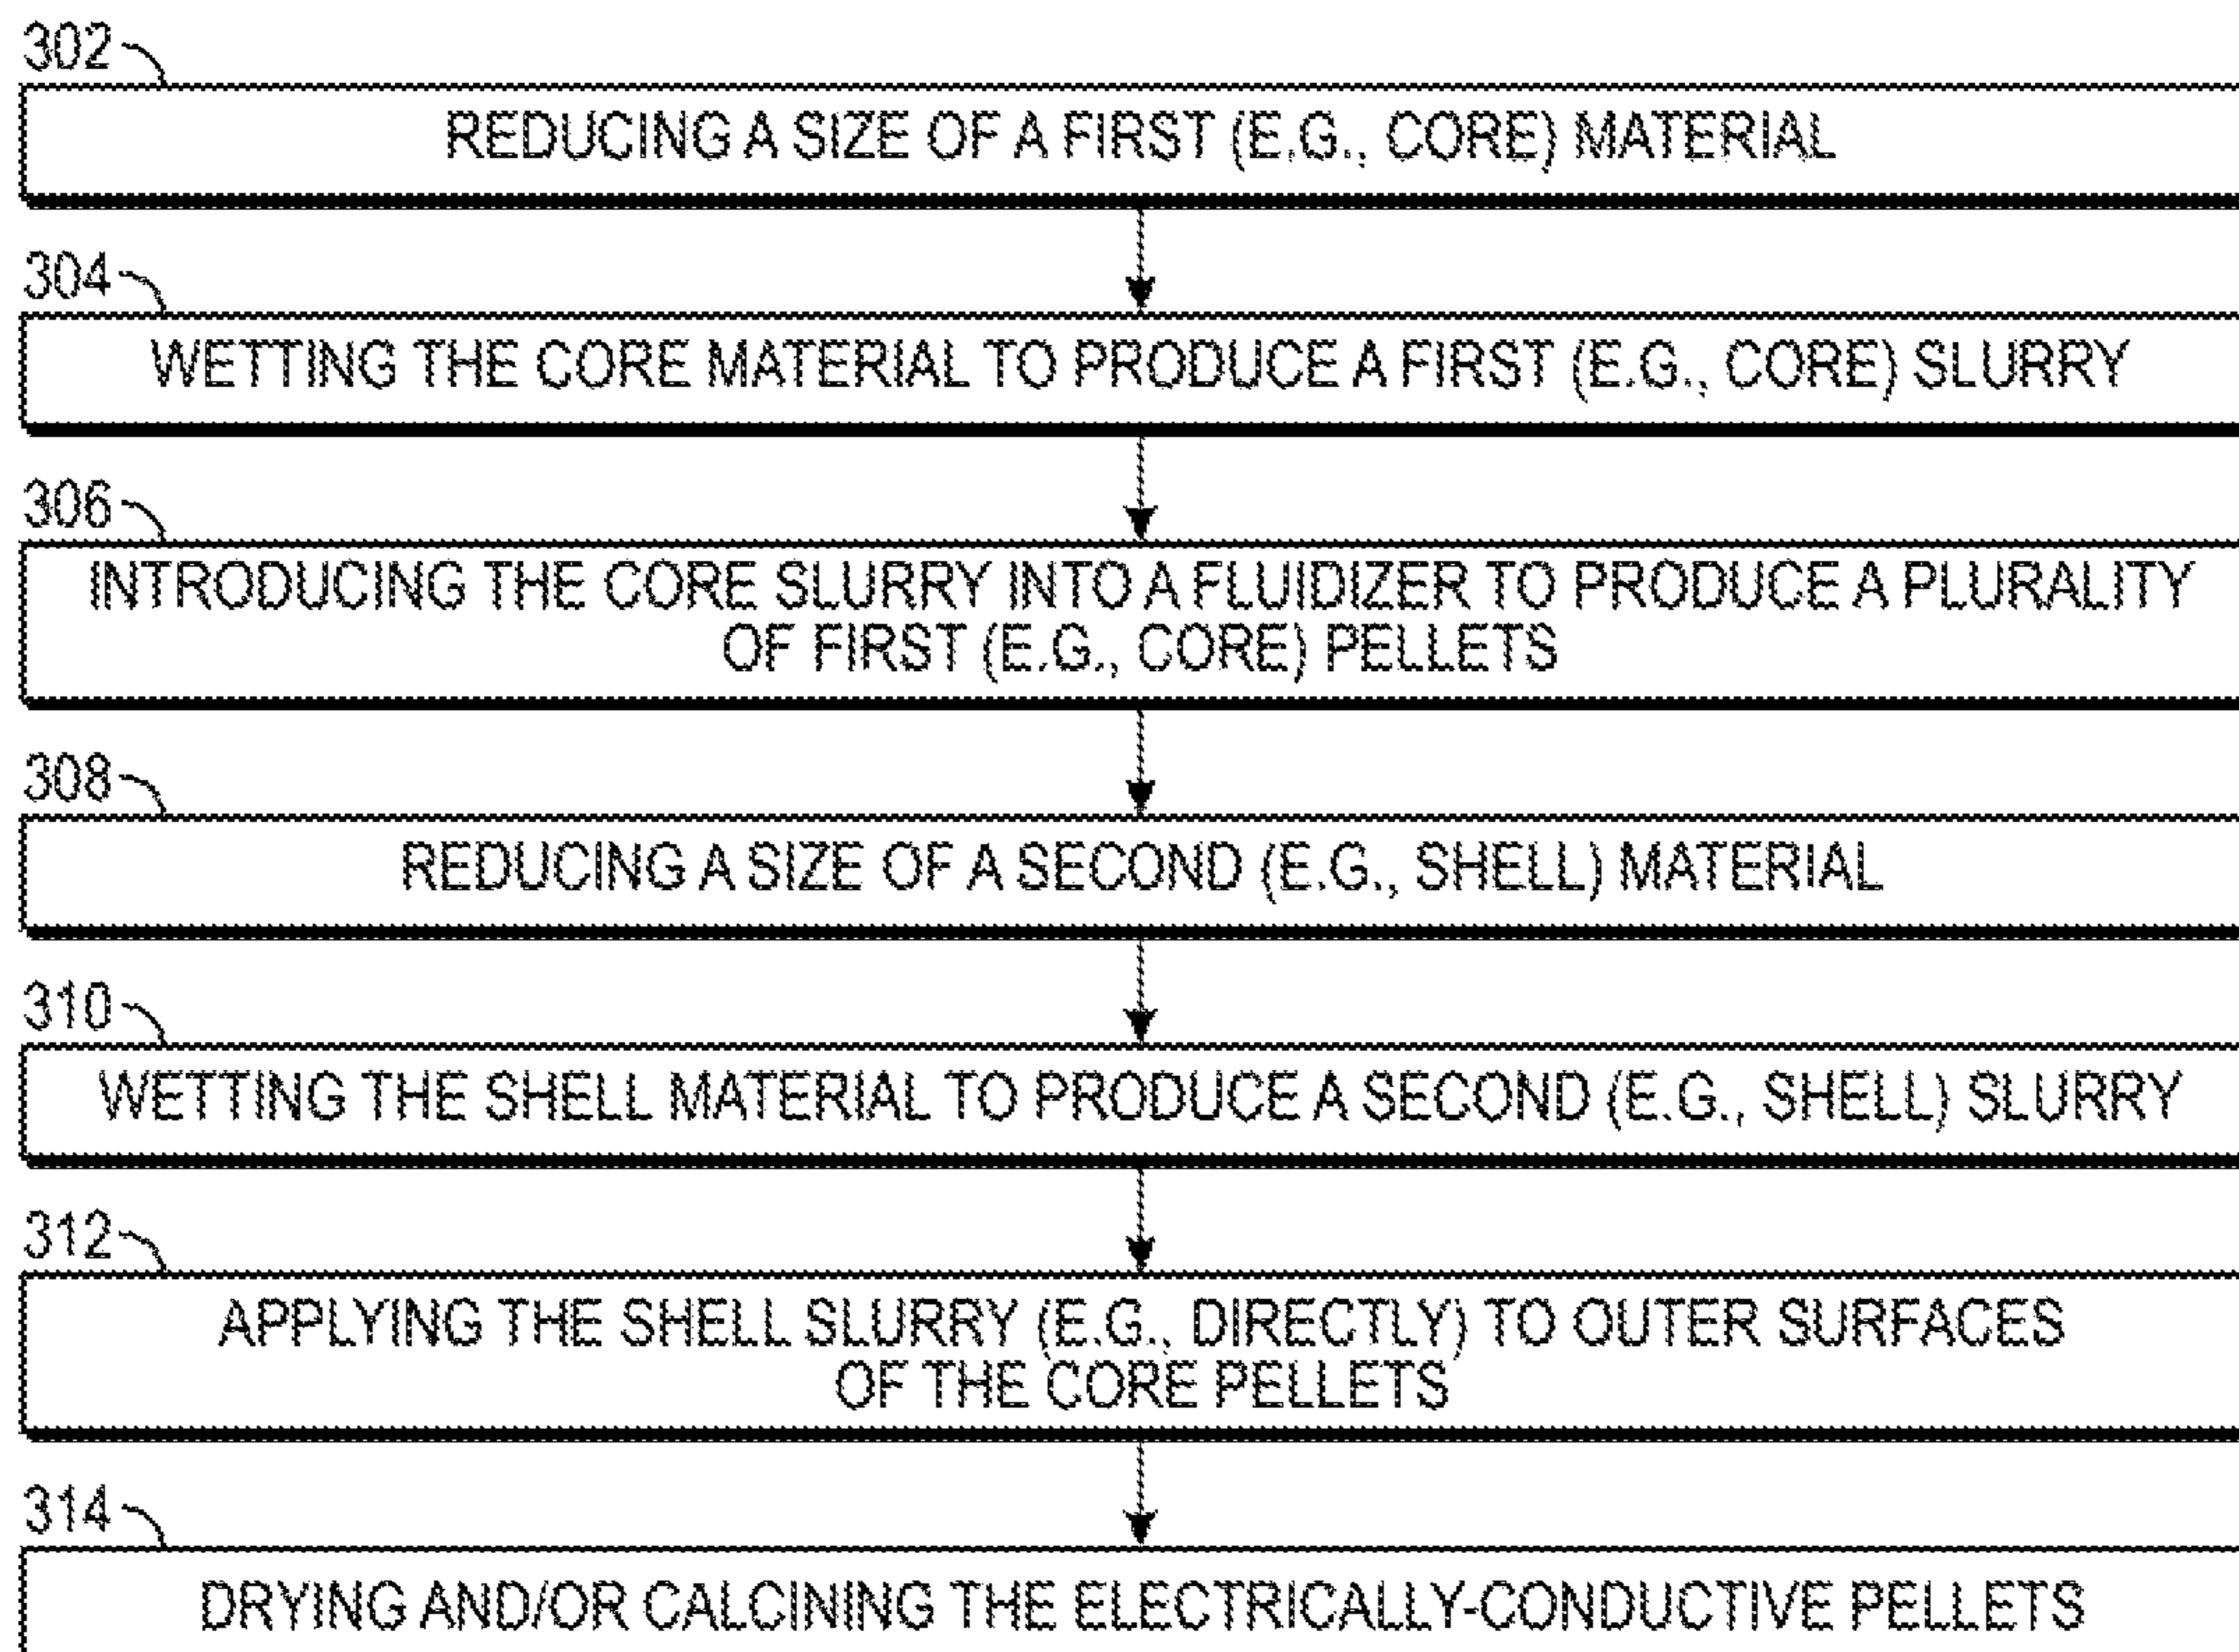 302
REDUCING A SIZE OF A FIRST (E.G., CORE) MATERIAL
304
WETTING THE CORE MATERIAL TO PRODUCE A FIRST (E.G., CORE) SLURRY
306
INTRODUCING THE CORE SLURRY INTO A FLUIDIZER TO PRODUCE A PLURALITY
OF FIRST (E.G., CORE) PELLETS
308
REDUCING A SIZE OF A SECOND (E.G., SHELL) MATERIAL
310
WETTING THE SHELL MATERIAL TO PRODUCE A SECOND (E.G., SHELL) SLURRY
312
APPLYING THE SHELL SLURRY (E.G., DIRECTLY) TO OUTER SURFACES
OF THE CORE PELLETS
314
DRYING AND/OR CALCINING THE ELECTRICALLY-CONDUCTIVE PELLETS